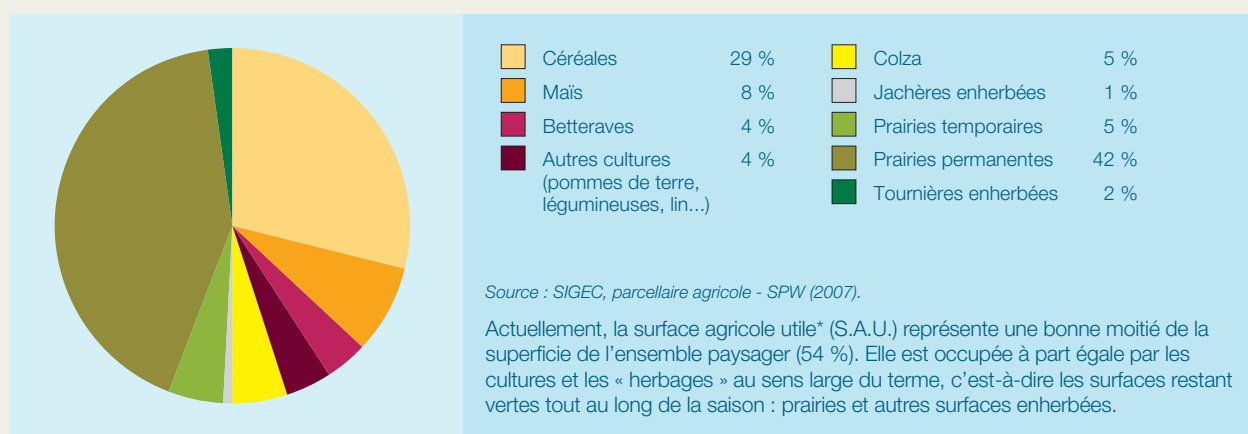 Céréales 29 %
Maïs 8 %
Betteraves 4 %
Autres cultures 4 %
(pommes de terre,
légumineuses, lin...)
Colza 5 %
Jachères enherbées 1 %
Prairies temporaires 5 %
Prairies permanentes 42 %
Tournières enherbées 2 %
Source : SIGEC, parcellaire agricole - SPW (2007).
Actuellement, la surface agricole utile* (S.A.U.) représente une bonne moitié de la
superficie de l'ensemble paysager (54 %). Elle est occupée à part égale par les
cultures et les « herbages » au sens large du terme, c'est-à-dire les surfaces restant
vertes tout au long de la saison : prairies et autres surfaces enherbées.